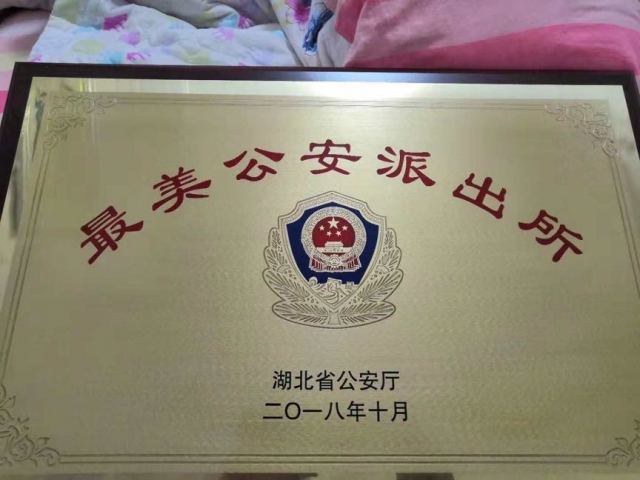 最美公安派出所
湖北省公安厅
二〇一八年十月